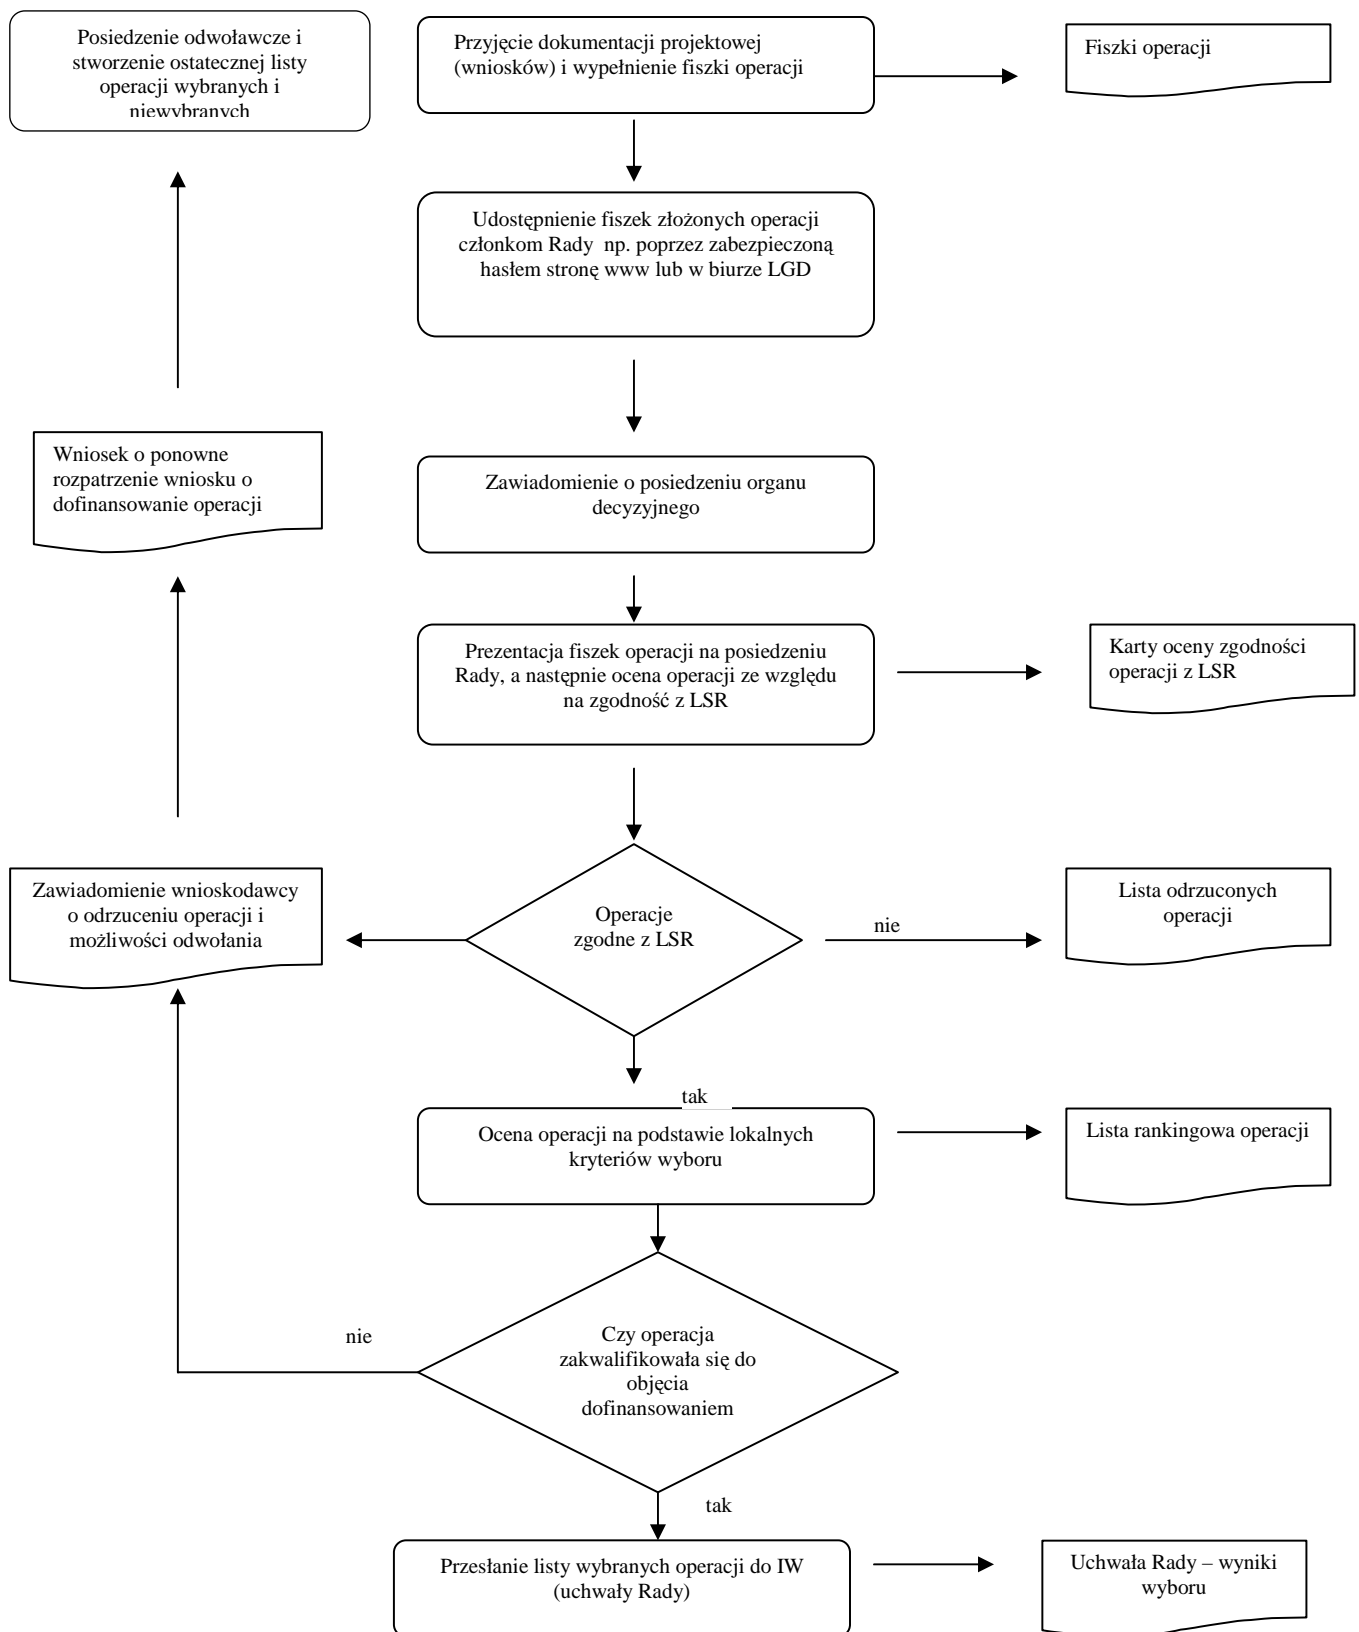 Posiedzenie odwoławcze i
stworzenie ostatecznej listy
operacji wybranych i
niewybranych
Przyjęcie dokumentacji projektowej
(wniosków) i wypełnienie fiszki operacji
Fiszki operacji
Udostępnienie fiszek złożonych operacji
członkom Rady np. poprzez zabezpieczoną
hasłem stronę www lub w biurze LGD
Wniosek o ponowne
rozpatrzenie wniosku o
dofinansowanie operacji
Zawiadomienie o posiedzeniu organu
decyzyjnego
Prezentacja fiszek operacji na posiedzeniu
Rady, a następnie ocena operacji ze względu
na zgodność z LSR
Karty oceny zgodności
operacji z LSR
Zawiadomienie wnioskodawcy
o odrzuceniu operacji i
możliwości odwołania
Operacje
zgodne z LSR
nie
Lista odrzuconych
operacji
tak
Ocena operacji na podstawie lokalnych
kryteriów wyboru
Lista rankingowa operacji
nie
Czy operacja
zakwalifikowała się do
objęcia
dofinansowaniem
tak
Przesłanie listy wybranych operacji do IW
(uchwały Rady)
Uchwała Rady – wyniki
wyboru